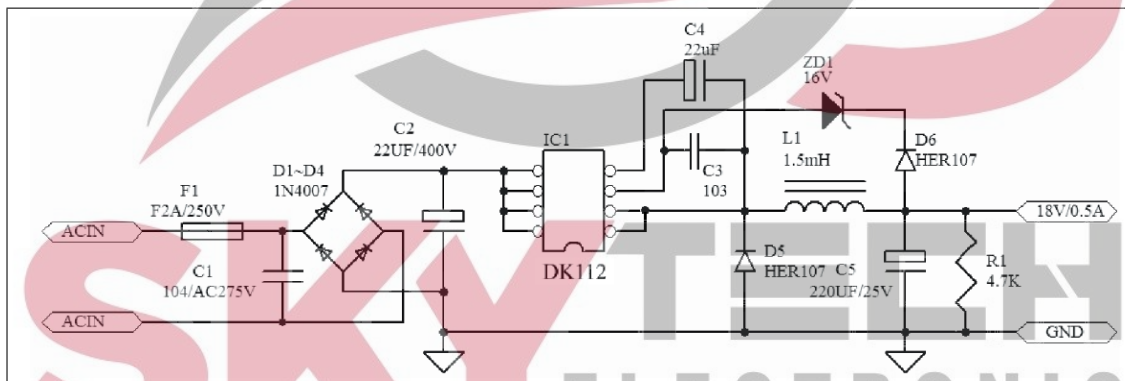 C4
22uF
ZD1
16V
C2
22UF/400V
IC1
L1
1.5mH
D6
HER107
D1~D4
1N4007
C3
103
F1
F2A/250V
ACIN
18V/0.5A
DK112
D5
HER107
C5
220UF/25V
R1
4.7K
C1
104/AC275V
ACIN
GND
SKYTECH
ELECTRONIC